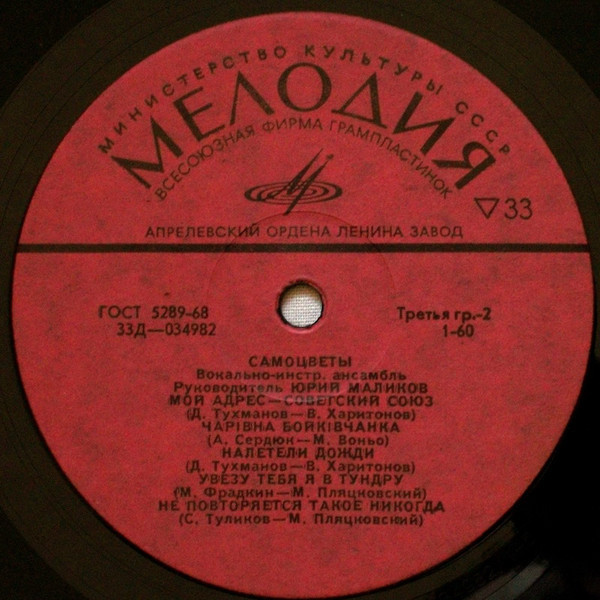 МИНИСТЕРСТВО КУЛЬТУРЫ СССР
МЕЛОДИЯ
ВСЕСОЮЗНАЯ ФИРМА ГРАМПЛАСТИНОК
▽33
АПРЕЛЕВСКИЙ ОРДЕНА ЛЕНИНА ЗАВОД
ГОСТ 5289-68
33Д—034982
Третья гр.-2
1-60
САМОЦВЕТЫ
Вокально-инстр. ансамбль
Руководитель ЮРИЙ МАЛИКОВ
МОЙ АДРЕС—СОВЕТСКИЙ СОЮЗ
(Д. Тухманов—В. Харитонов)
ЧАРІВНА БОЙКІВЧАНКА
(А. Сердюк—М. Воньо)
НАЛЕТЕЛИ ДОЖДИ
(Д. Тухманов—В. Харитонов)
УВЕЗУ ТЕБЯ Я В ТУНДРУ
(М. Фрадкин—М. Пляцковский)
НЕ ПОВТОРЯЕТСЯ ТАКОЕ НИКОГДА
(С. Туликов—М. Пляцковский)